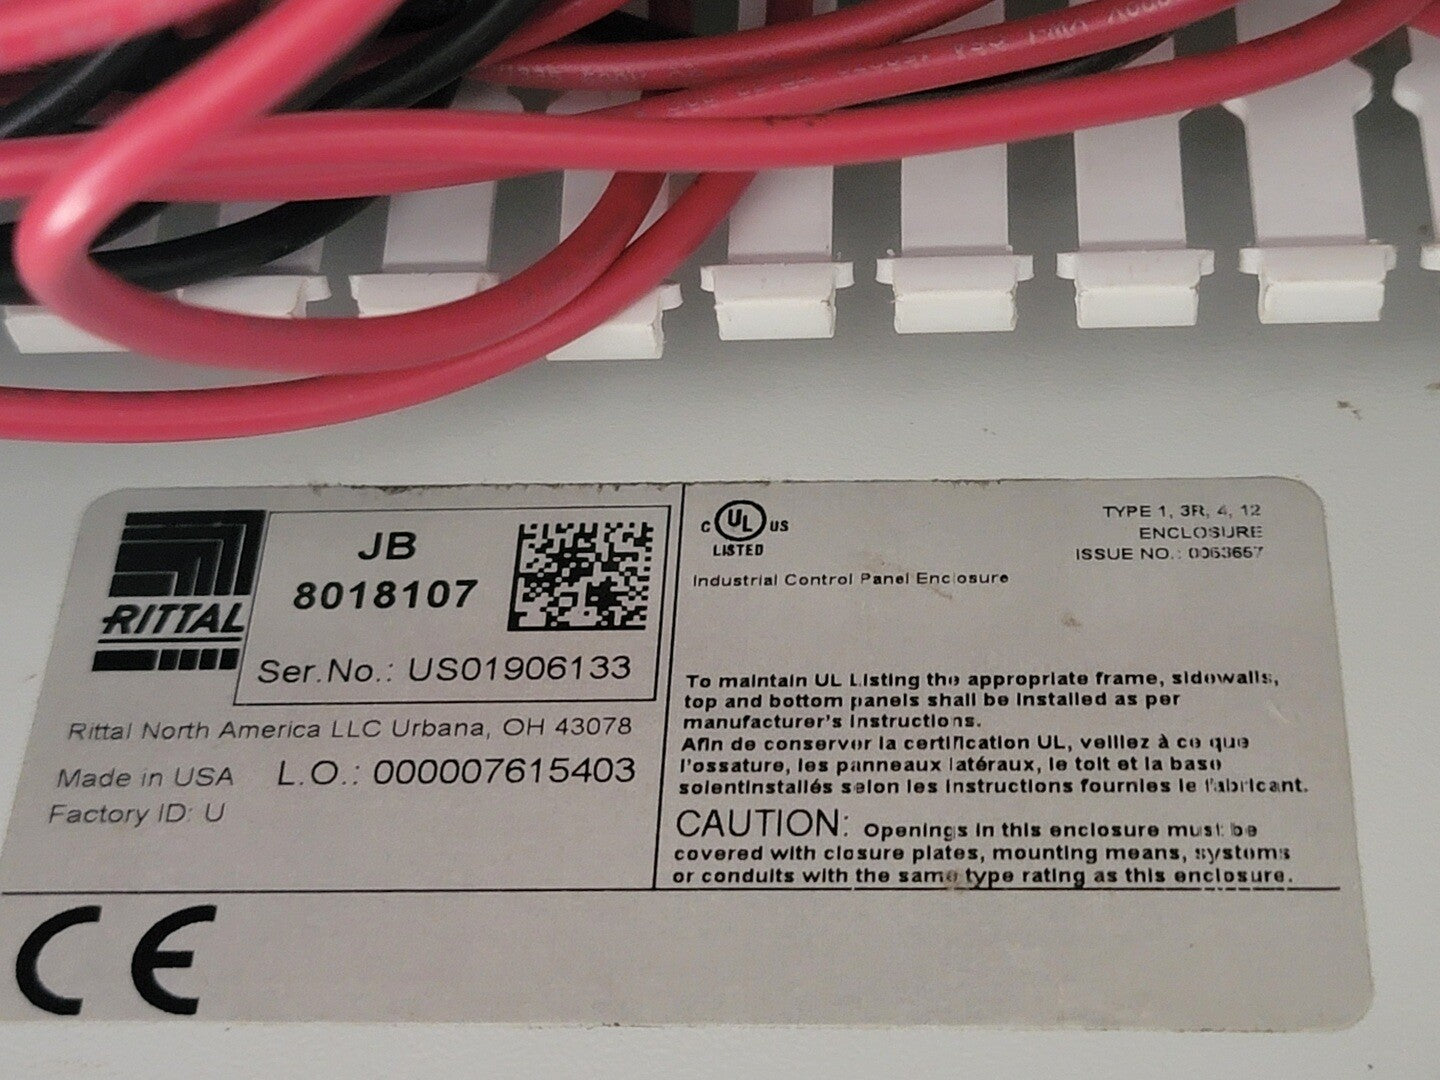 RITTAL
JB
8018107
Ser.No.: US01906133
Rittal North America LLC Urbana, OH 43078
Made in USA
L.O.: 000007615403
Factory ID: U
C UL US
LISTED
TYPE 1, 3R, 4, 12
ENCLOSURE
ISSUE NO.: 0063657
Industrial Control Panel Enclosure
To maintain UL Listing the appropriate frame, sidewalls,
top and bottom panels shall be installed as per
manufacturer's instructions.
Afin de conserver la certification UL, veillez à ce que
l'ossature, les panneaux latéraux, le toit et la base
soientinstallés selon les instructions fournies le fabricant.
CAUTION: Openings in this enclosure must be
covered with closure plates, mounting means, systems
or conduits with the same type rating as this enclosure.
CE